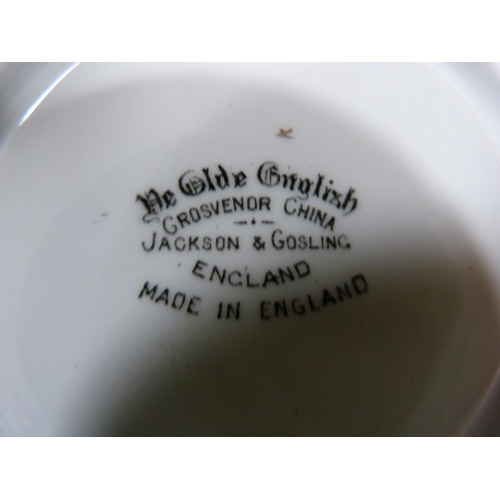 Ye Olde English
GROSVENOR CHINA
JACKSON & GOSLING
ENGLAND
MADE IN ENGLAND